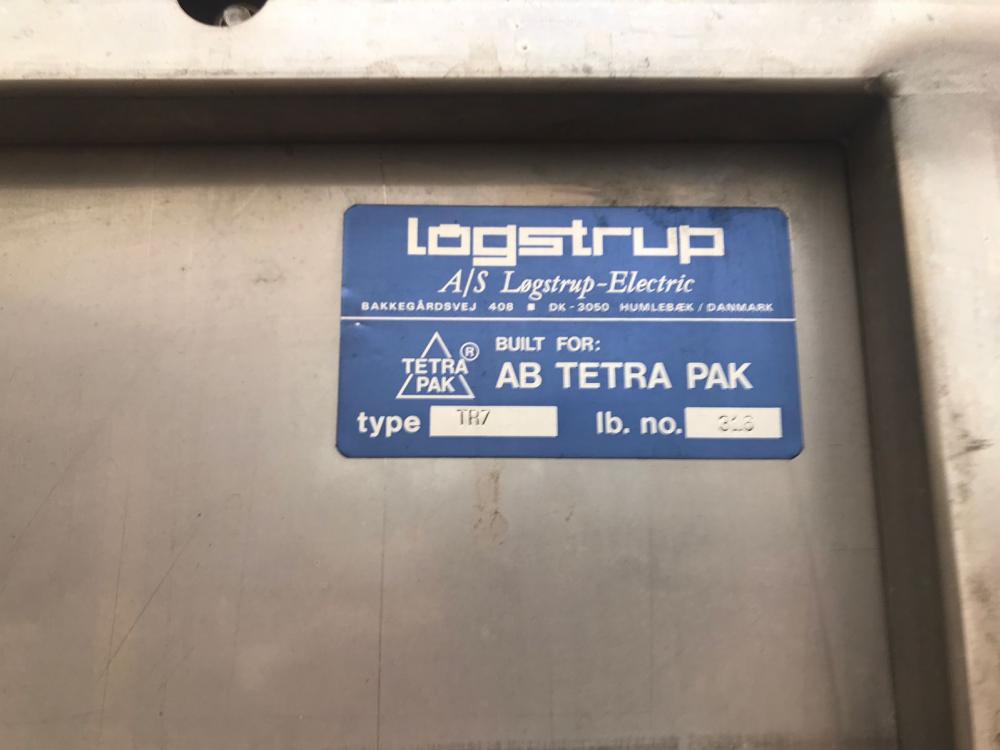 løgstrup
A/S Løgstrup-Electric
BAKKEGÅRDSVEJ 408 ■ DK-3050 HUMLEBÆK / DANMARK
TETRA ®
PAK
BUILT FOR:
AB TETRA PAK
type TR7 lb. no. 316